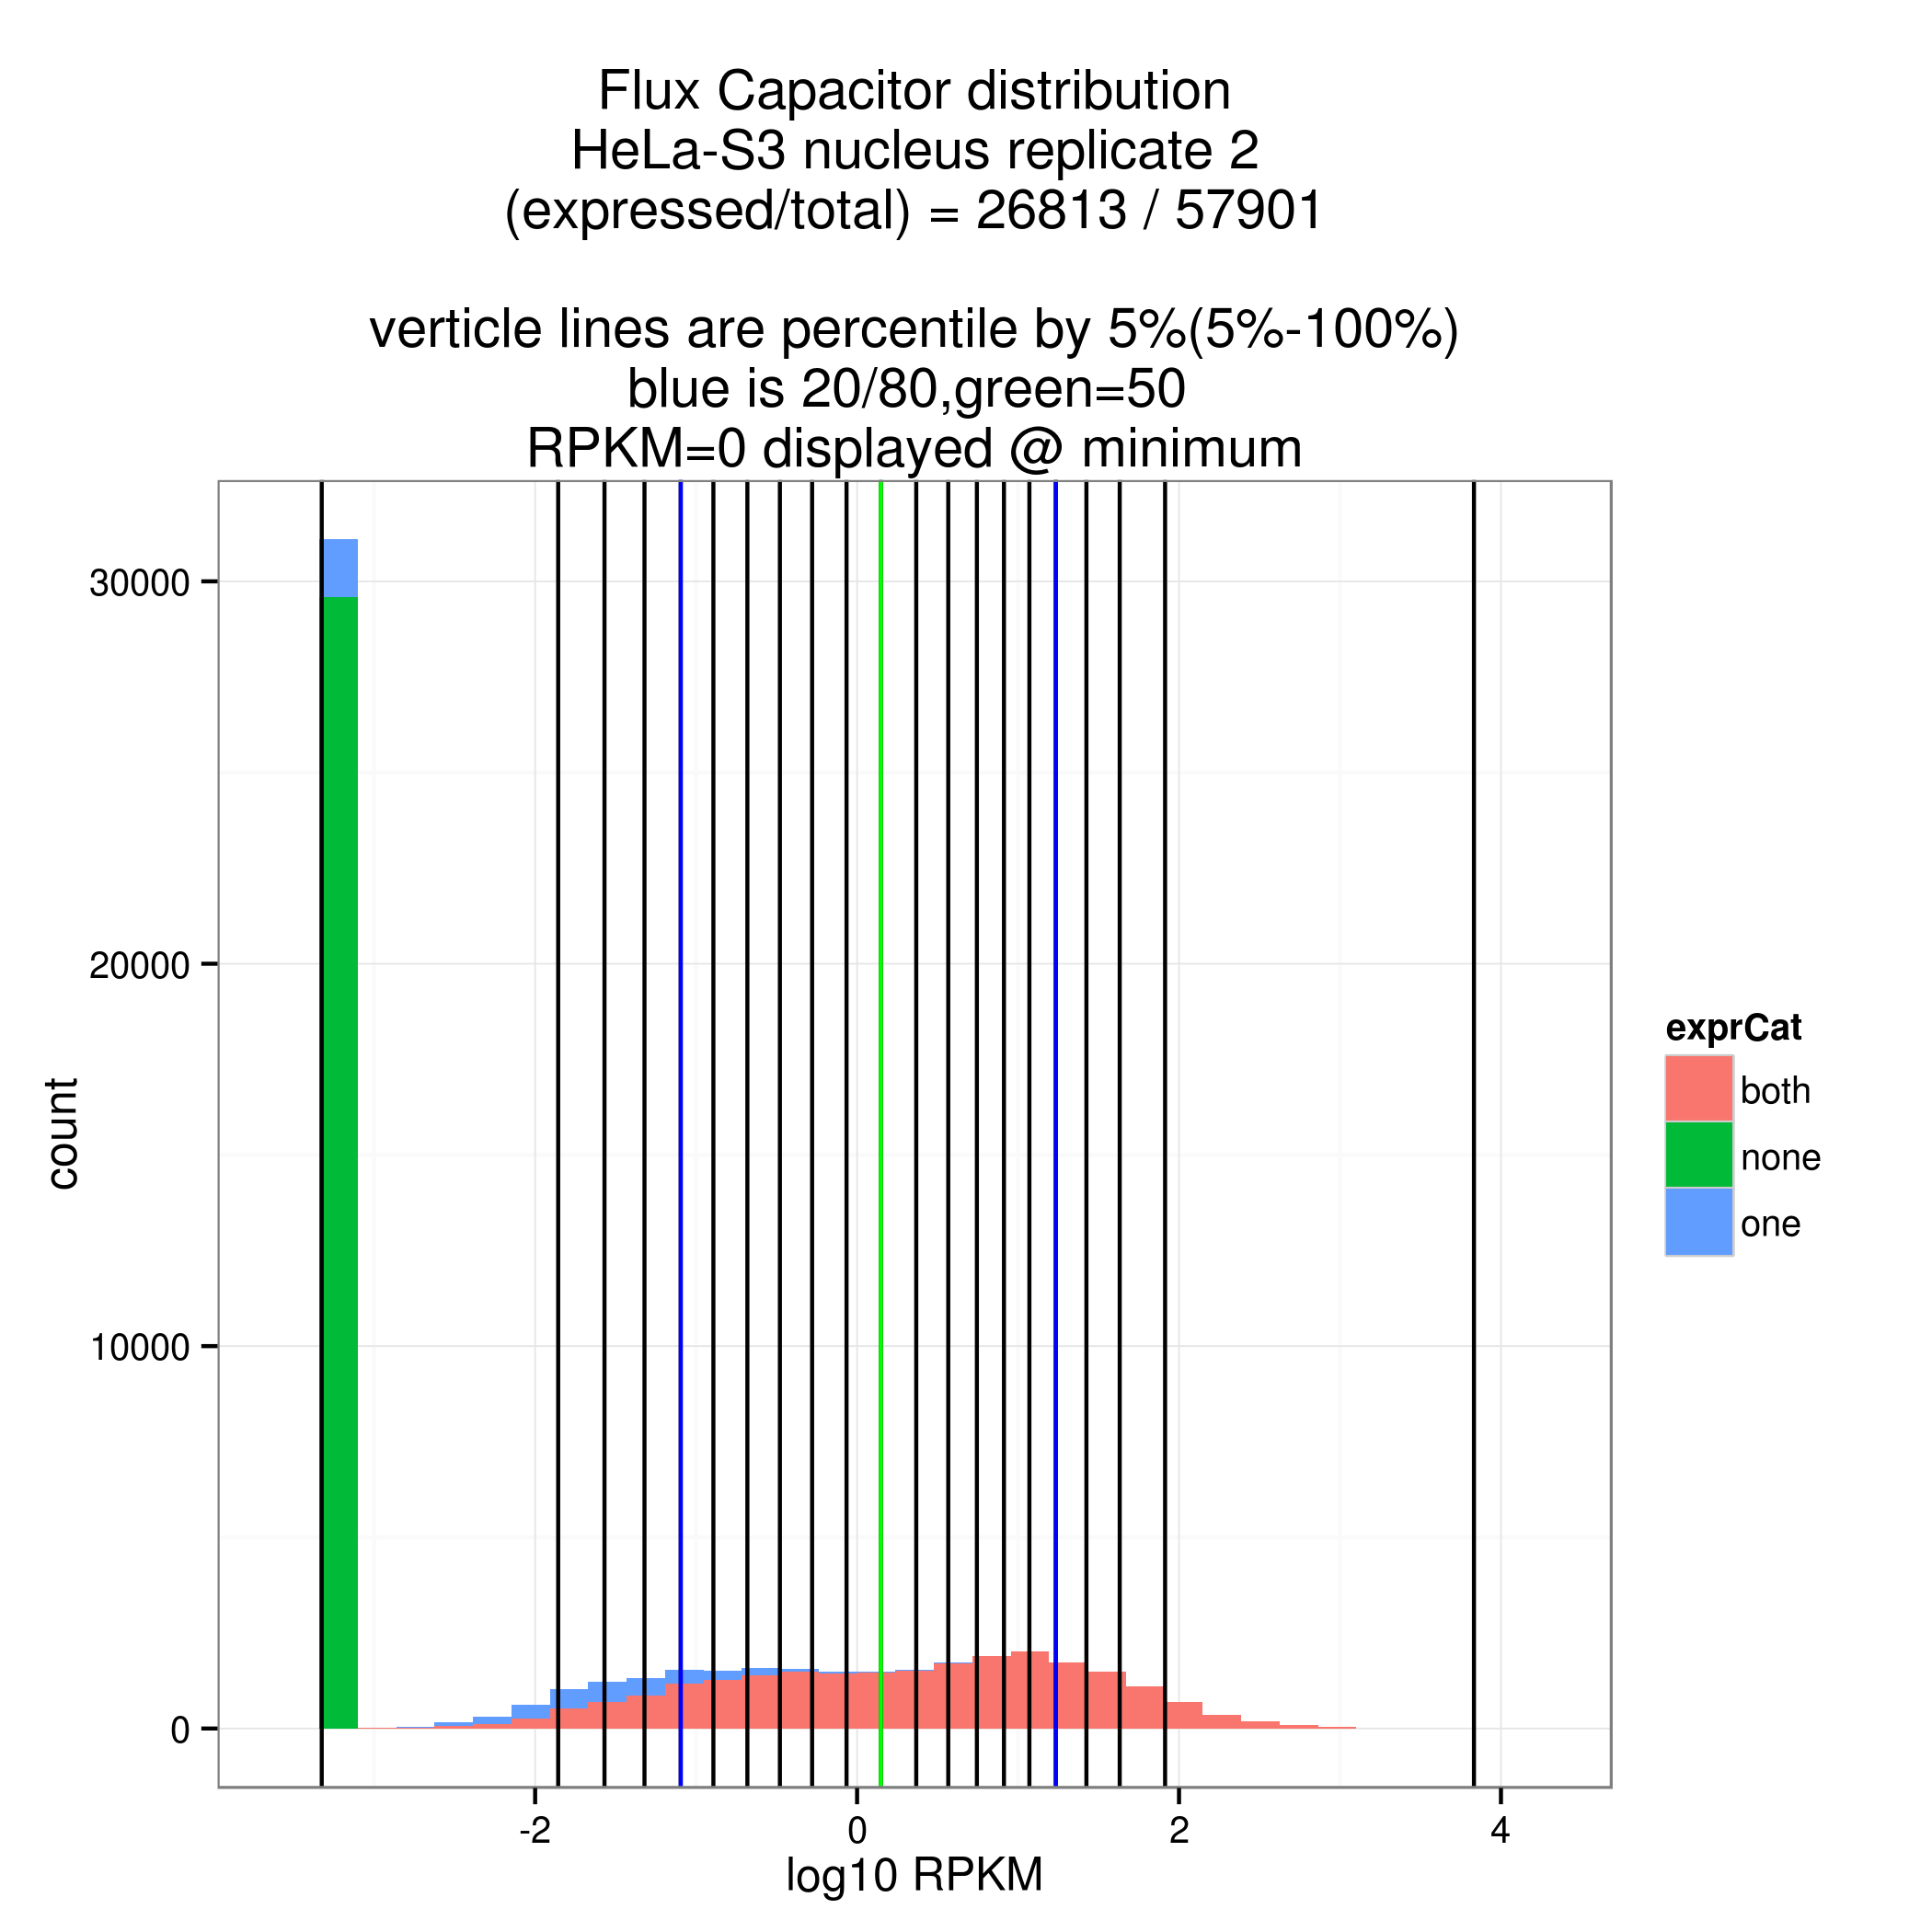 Flux Capacitor distribution
HeLa-S3 nucleus replicate 2
(expressed/total) = 26813 / 57901
verticle lines are percentile by 5%(5%-100%)
blue is 20/80,green=50
RPKM=0 displayed @ minimum
30000
20000
10000
0
count
-2
0
2
4
log10 RPKM
exprCat
both
none
one